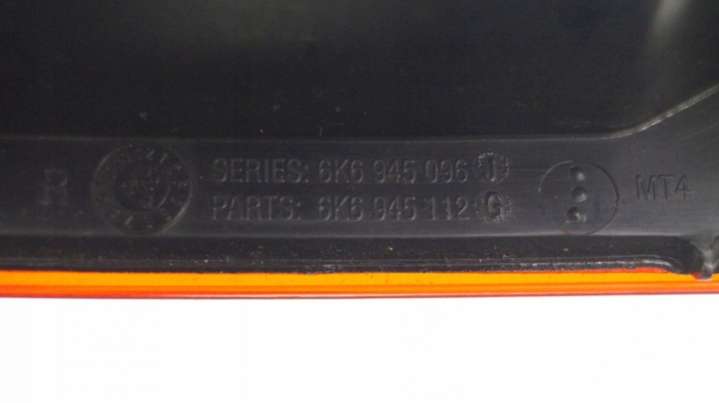 R
SERIES: 6K6 945 096 J
PARTS: 6K6 945 112 G
MT4